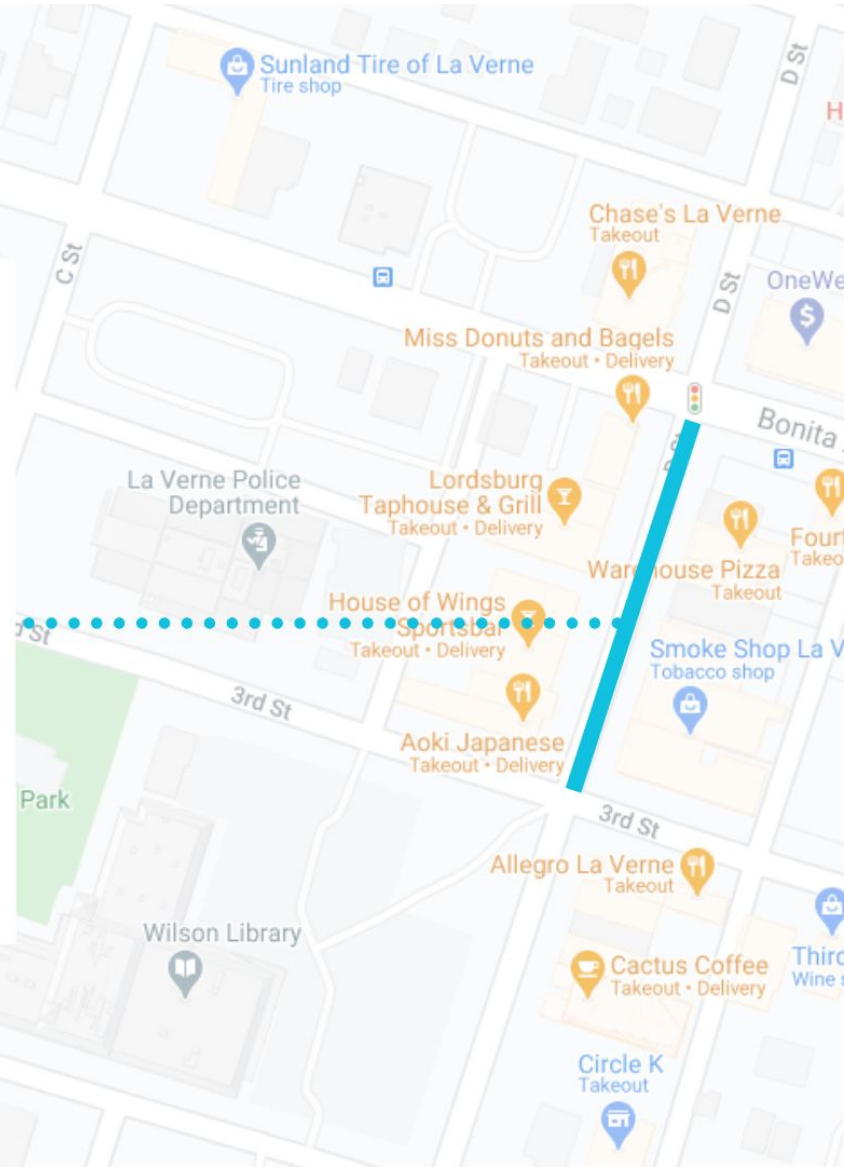 Sunland Tire of La Verne
Tire shop
D St
H
Chase's La Verne
Takeout
C St
D St
OneWe
Miss Donuts and Bagels
Takeout • Delivery
Bonita
D St
La Verne Police
Department
Lordsburg
Taphouse & Grill
Takeout • Delivery
Fourt
Takeo
Warehouse Pizza
Takeout
House of Wings
Sportsbar
Takeout • Delivery
St
Smoke Shop La V
Tobacco shop
3rd St
Aoki Japanese
Takeout • Delivery
Park
3rd St
Allegro La Verne
Takeout
Wilson Library
Cactus Coffee
Takeout • Delivery
Third
Wine s
Circle K
Takeout